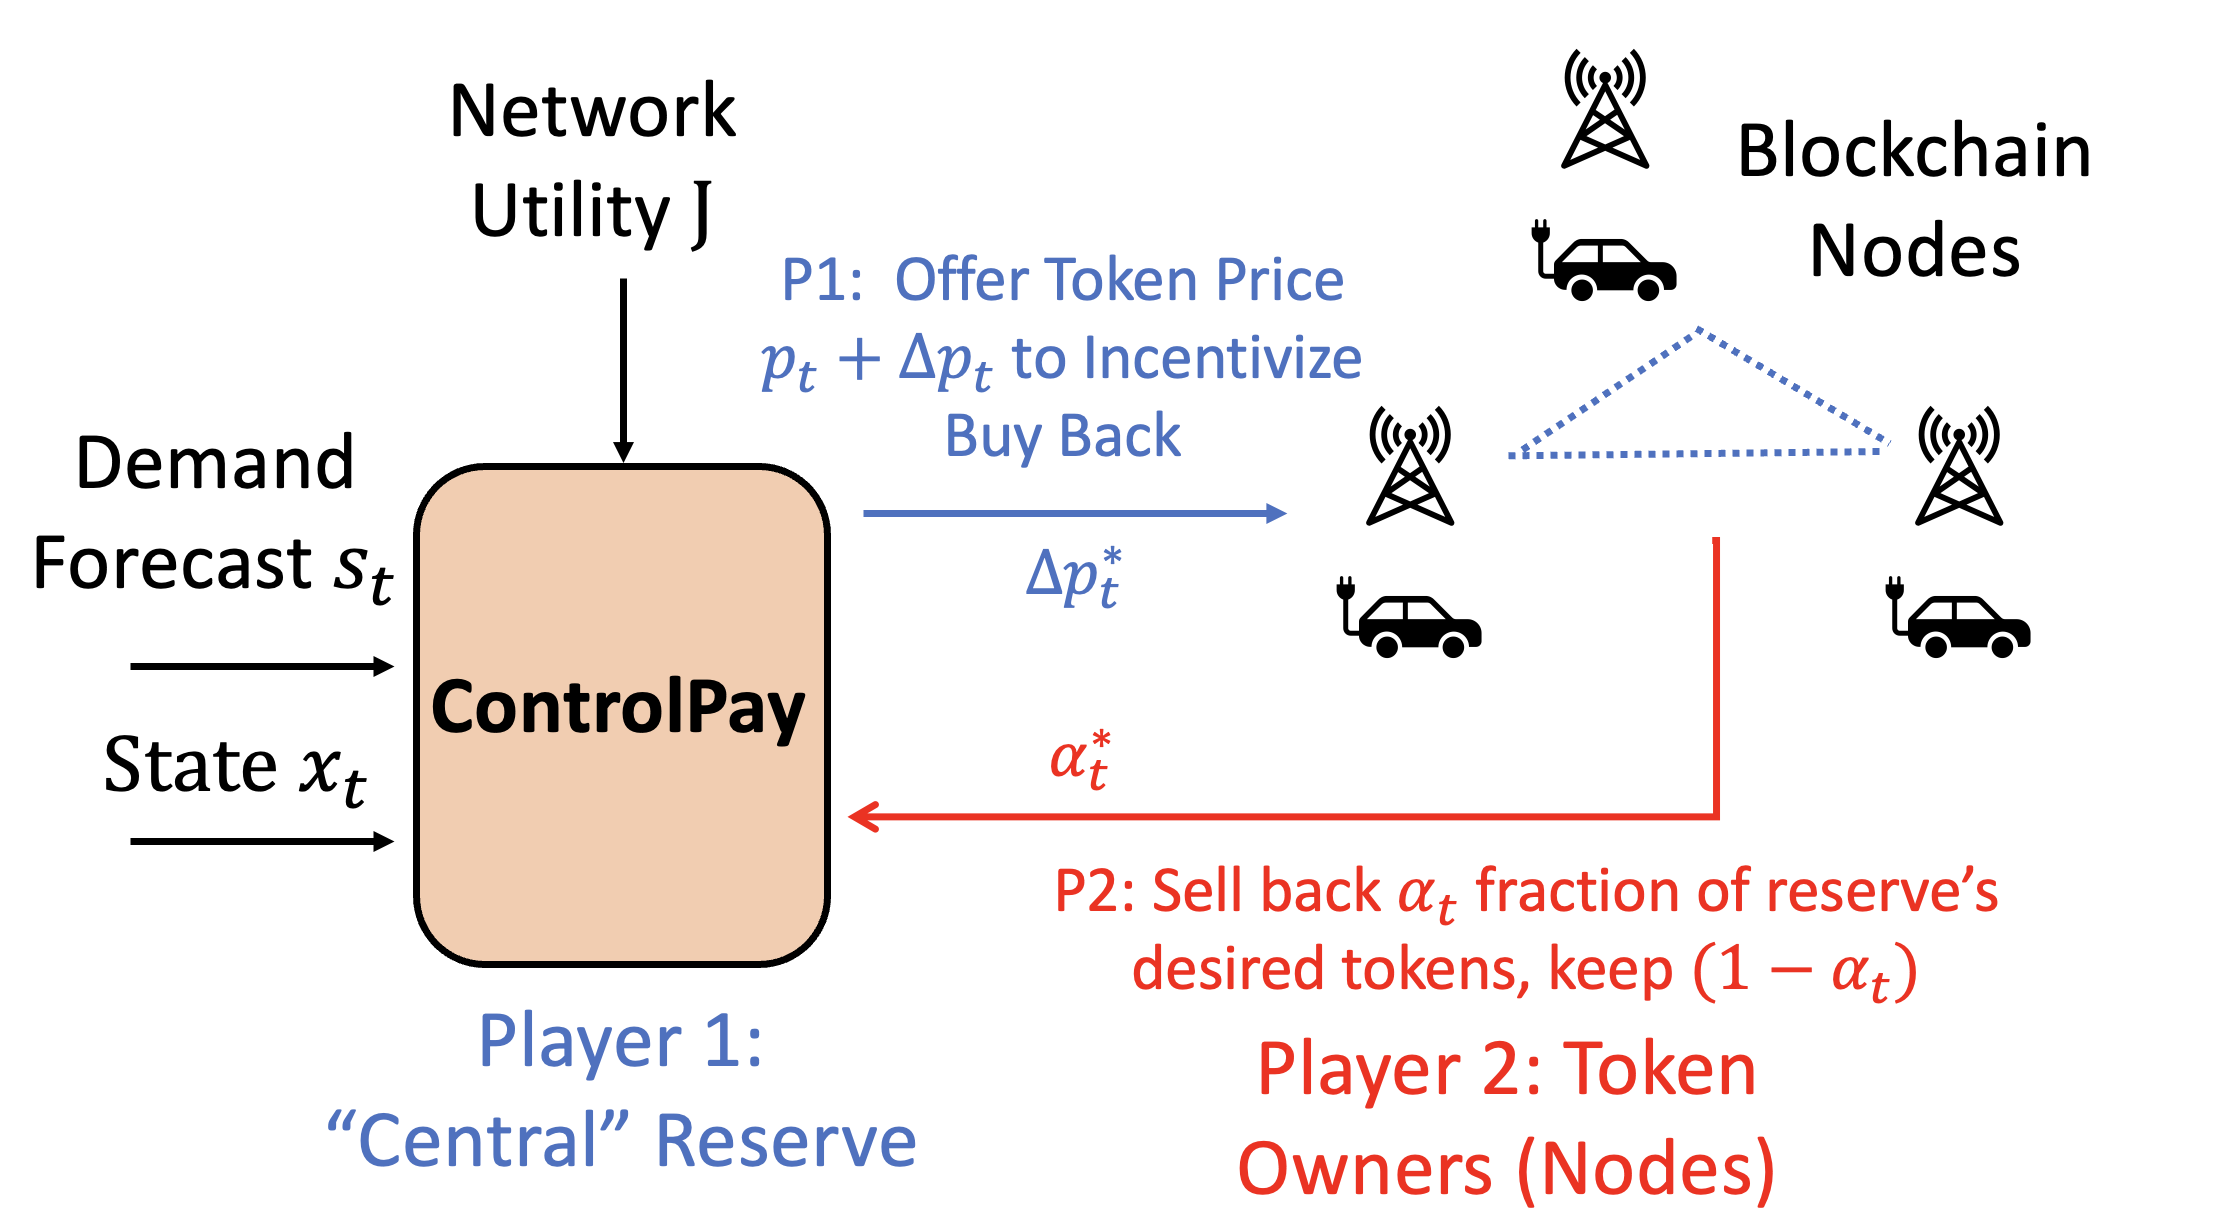 Network
Utility J
Demand
Forecast $s_t$
State $x_t$
ControlPay
Player 1:
“Central” Reserve
P1: Offer Token Price
$p_t + \Delta p_t$ to Incentivize
Buy Back
$\Delta p_t^*$
Blockchain
Nodes
$\alpha_t^*$
P2: Sell back $\alpha_t$ fraction of reserve’s
desired tokens, keep $(1 - \alpha_t)$
Player 2: Token
Owners (Nodes)